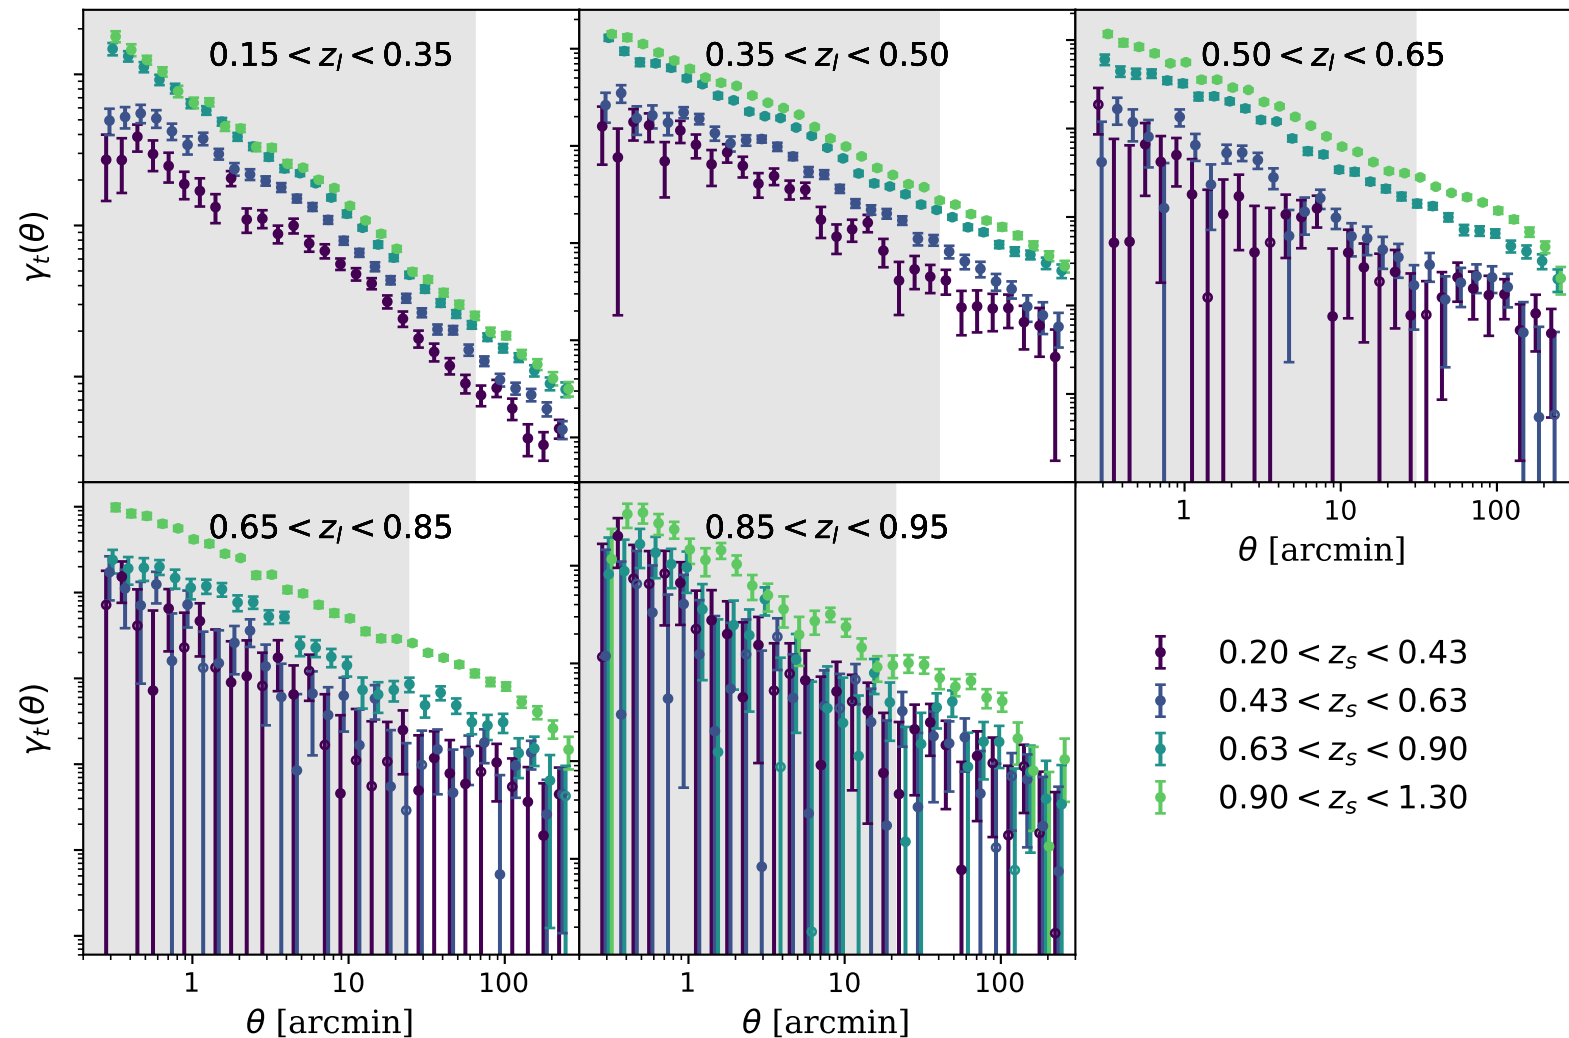 0.15 < z_l < 0.35
0.35 < z_l < 0.50
0.50 < z_l < 0.65
γ_t(θ)
1 10 100
θ [arcmin]
0.65 < z_l < 0.85
0.85 < z_l < 0.95
γ_t(θ)
0.20 < z_s < 0.43
0.43 < z_s < 0.63
0.63 < z_s < 0.90
0.90 < z_s < 1.30
1 10 100
1 10 100
θ [arcmin]
θ [arcmin]